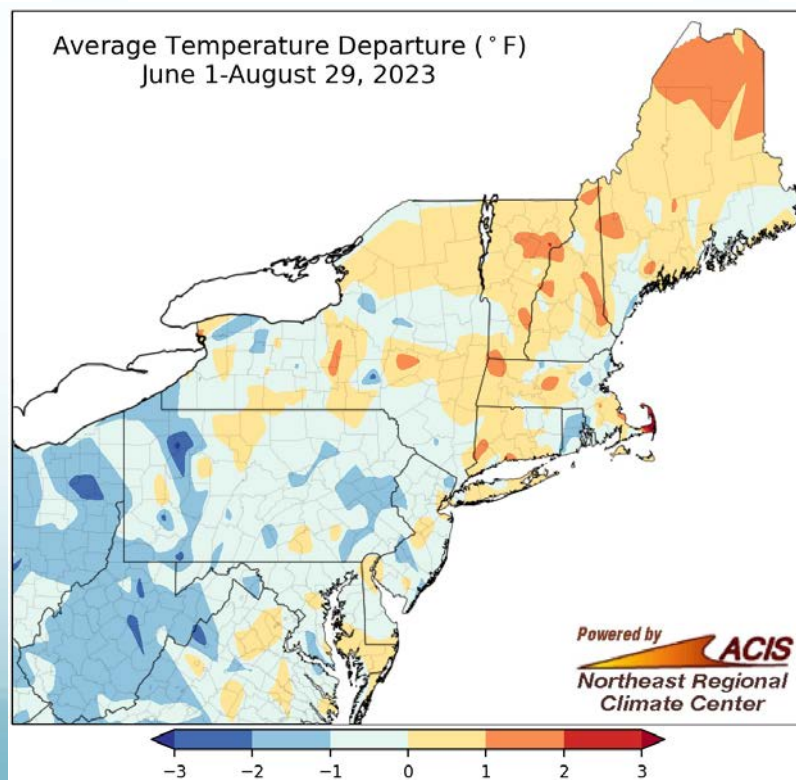 Average Temperature Departure (°F)
June 1-August 29, 2023
Powered by
ACIS
Northeast Regional
Climate Center
−3 −2 −1 0 1 2 3